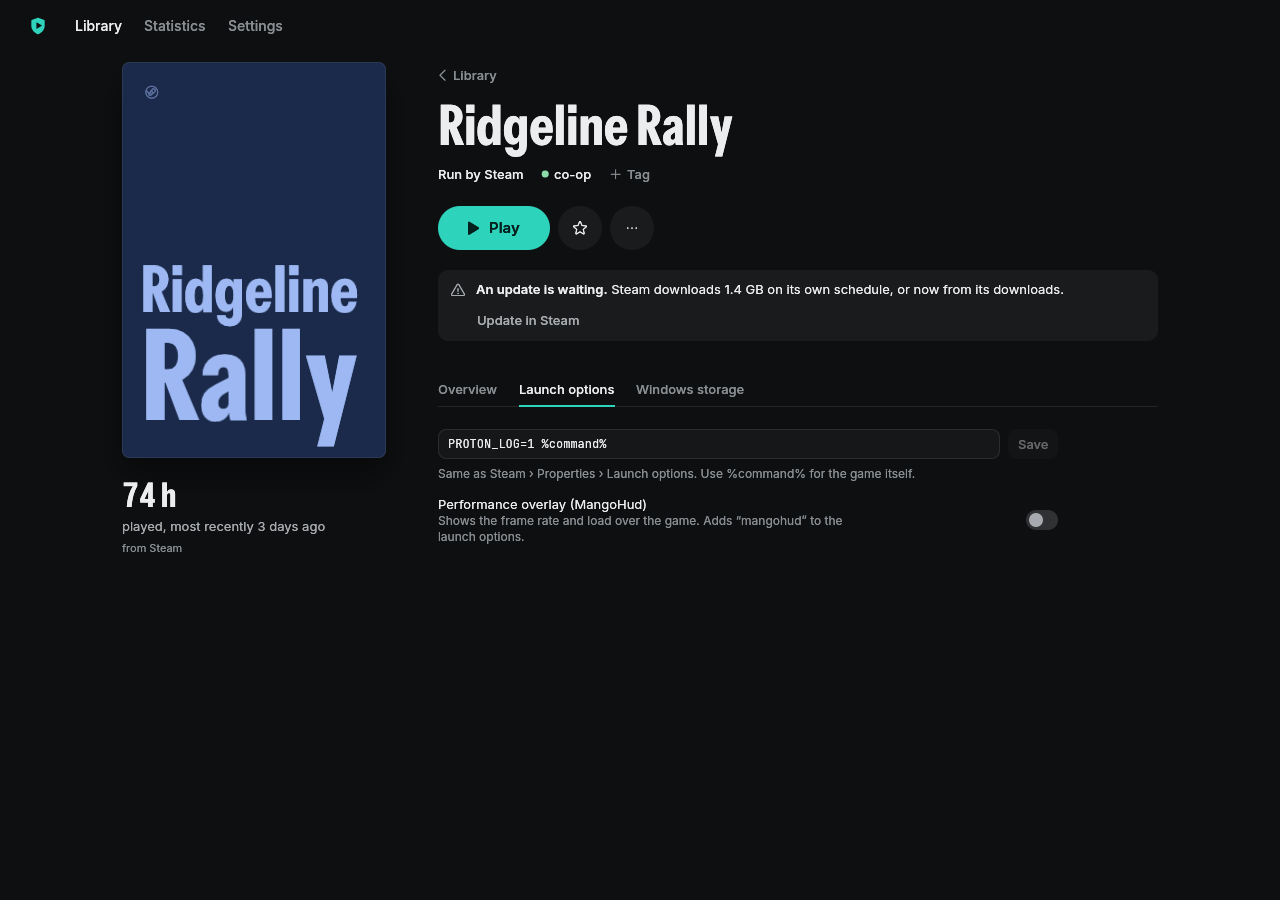 Library Statistics Settings
Library
Ridgeline Rally
Run by Steam co-op + Tag
Play
An update is waiting. Steam downloads 1.4 GB on its own schedule, or now from its downloads.
Update in Steam
Overview Launch options Windows storage
PROTON_LOG=1 %command%
Save
Same as Steam › Properties › Launch options. Use %command% for the game itself.
Performance overlay (MangoHud)
Shows the frame rate and load over the game. Adds “mangohud” to the
launch options.
Ridgeline
Rally
74 h
played, most recently 3 days ago
from Steam